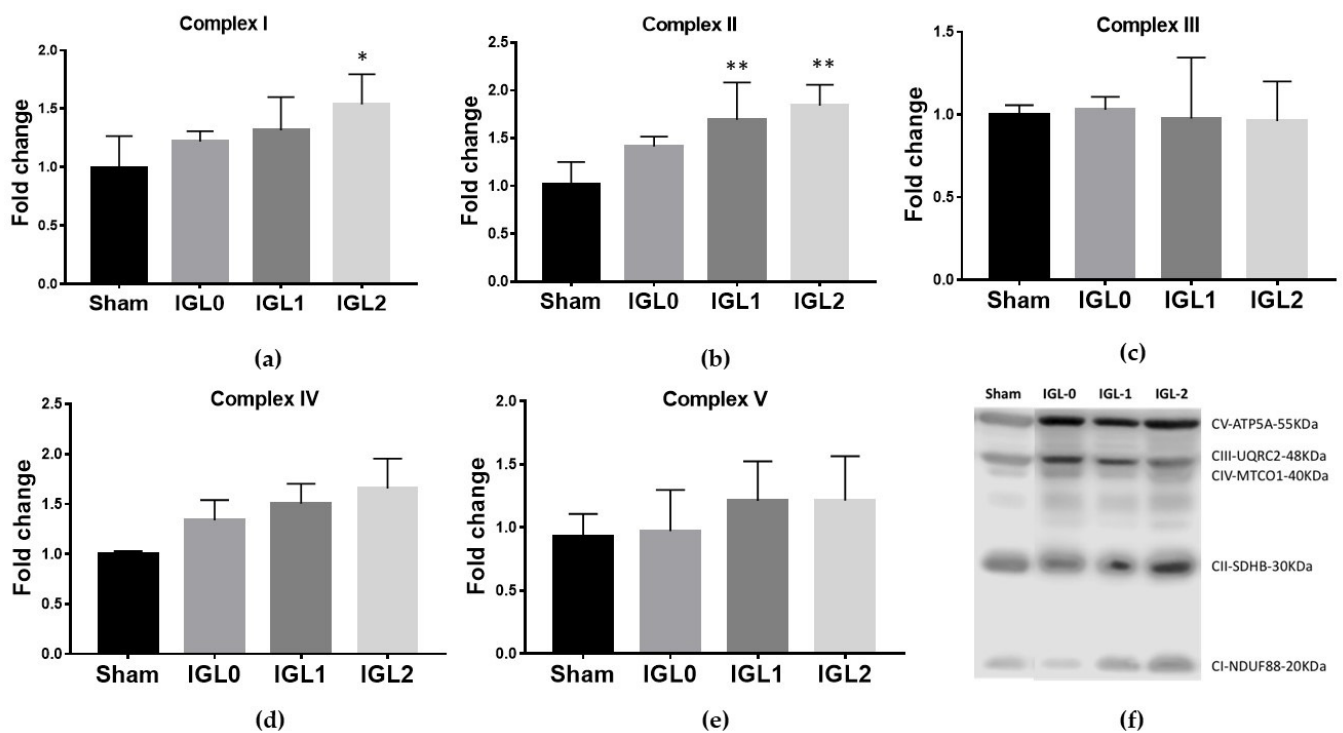 Complex I
Fold change
2.0
1.5
1.0
0.5
0.0
*
Sham IGL0 IGL1 IGL2
(a)
Complex II
Fold change
2.5
2.0
1.5
1.0
0.5
0.0
** **
Sham IGL0 IGL1 IGL2
(b)
Complex III
Fold change
1.5
1.0
0.5
0.0
Sham IGL0 IGL1 IGL2
(c)
Complex IV
Fold change
2.5
2.0
1.5
1.0
0.5
0.0
Sham IGL0 IGL1 IGL2
(d)
Complex V
Fold change
2.0
1.5
1.0
0.5
0.0
Sham IGL0 IGL1 IGL2
(e)
Sham IGL-0 IGL-1 IGL-2
CV-ATP5A-55KDa
CIII-UQRC2-48KDa
CIV-MTCO1-40KDa
CII-SDHB-30KDa
CI-NDUF88-20KDa
(f)